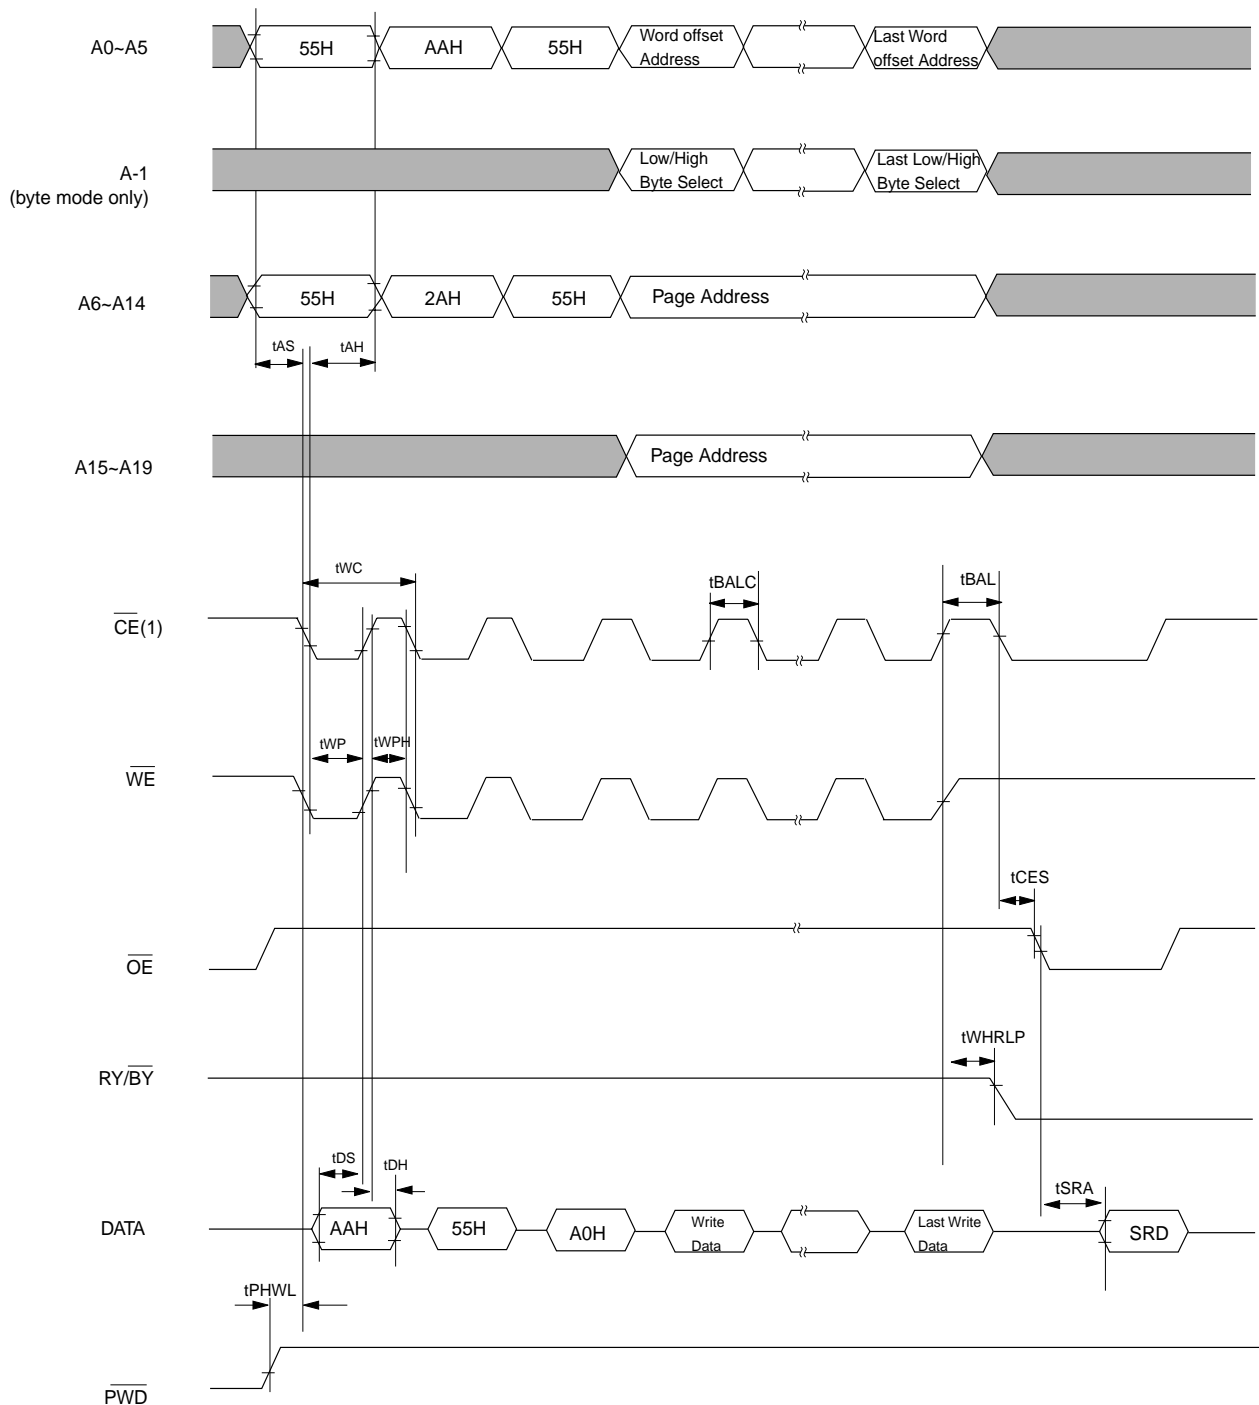 A0~A5
55H
AAH
55H
Word offset
Address
Last Word
offset Address
A-1
(byte mode only)
Low/High
Byte Select
Last Low/High
Byte Select
A6~A14
55H
2AH
55H
Page Address
tAS
tAH
A15~A19
Page Address
tWC
tBALC
tBAL
CE(1)
tWP
tWPH
WE
tCES
OE
tWHRLP
RY/BY
tDS
tDH
tSRA
DATA
AAH
55H
A0H
Write
Data
Last Write
Data
SRD
tPHWL
PWD